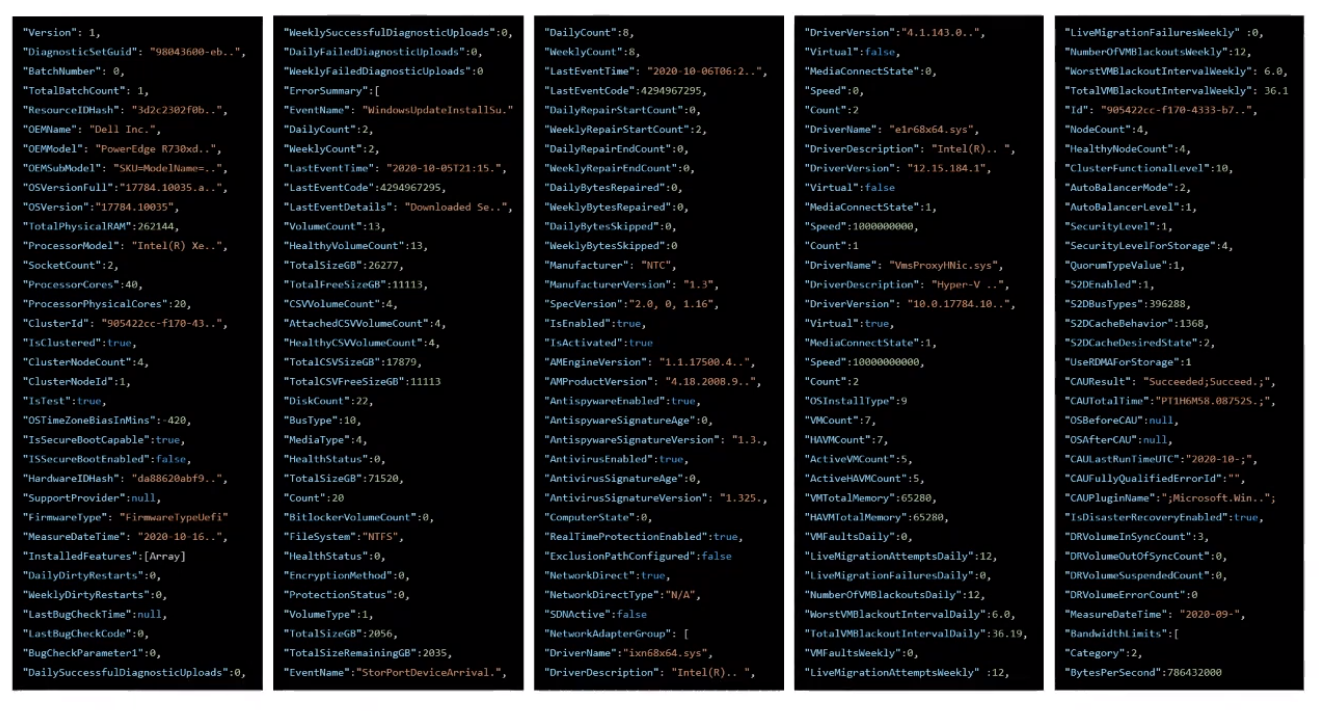 "Version": 1,
"DiagnosticSetGuid": "98043600-eb..",
"BatchNumber": 0,
"TotalBatchCount": 1,
"ResourceIDHash": "3d2c2302f0b..",
"OEMName": "Dell Inc.",
"OEMModel": "PowerEdge R730xd..",
"OEMSubModel": "SKU=ModelName=..",
"OSVersionFull":"17784.10035.a..",
"OSVersion":"17784.10035",
"TotalPhysicalRAM":262144,
"ProcessorModel": "Intel(R) Xe..",
"SocketCount":2,
"ProcessorCores":40,
"ProcessorPhysicalCores":20,
"ClusterId": "905422cc-f170-43..",
"IsClustered":true,
"ClusterNodeCount":4,
"ClusterNodeId":1,
"IsTest":true,
"OSTimeZoneBiasInMins":-420,
"IsSecureBootCapable":true,
"ISSecureBootEnabled":false,
"HardwareIDHash": "da88620abf9..",
"SupportProvider":null,
"FirmwareType": "FirmwareTypeUefi"
"MeasureDateTime": "2020-10-16..",
"InstalledFeatures":[Array]
"DailyDirtyRestarts":0,
"WeeklyDirtyRestarts":0,
"LastBugCheckTime":null,
"LastBugCheckCode":0,
"BugCheckParameter1":0,
"DailySuccessfulDiagnosticUploads":0,
"WeeklySuccessfulDiagnosticUploads":0,
"DailyFailedDiagnosticUploads":0,
"WeeklyFailedDiagnosticUploads":0
"ErrorSummary":[
"EventName": "WindowsUpdateInstallSu."
"DailyCount":2,
"WeeklyCount":2,
"LastEventTime": "2020-10-05T21:15.",
"LastEventCode":4294967295,
"LastEventDetails": "Downloaded Se..",
"VolumeCount":13,
"HealthyVolumeCount":13,
"TotalSizeGB":26277,
"TotalFreeSizeGB":11113,
"CSVVolumeCount":4,
"AttachedCSVVolumeCount":4,
"HealthyCSVVolumeCount":4,
"TotalCSVSizeGB":17879,
"TotalCSVFreeSizeGB":11113
"DiskCount":22,
"BusType":10,
"MediaType":4,
"HealthStatus":0,
"TotalSizeGB":71520,
"Count":20
"BitlockerVolumeCount":0,
"FileSystem":"NTFS",
"HealthStatus":0,
"EncryptionMethod":0,
"ProtectionStatus":0,
"VolumeType":1,
"TotalSizeGB":2056,
"TotalSizeRemainingGB":2035,
"EventName":"StorPortDeviceArrival.",
"DailyCount":8,
"WeeklyCount":8,
"LastEventTime": "2020-10-06T06:2..",
"LastEventCode":4294967295,
"DailyRepairStartCount":0,
"WeeklyRepairStartCount":2,
"DailyRepairEndCount":0,
"WeeklyRepairEndCount":0,
"DailyBytesRepaired":0,
"WeeklyBytesRepaired":0,
"DailyBytesSkipped":0,
"WeeklyBytesSkipped":0
"Manufacturer": "NTC",
"ManufacturerVersion": "1.3",
"SpecVersion":"2.0, 0, 1.16",
"IsEnabled":true,
"IsActivated":true
"AMEngineVersion": "1.1.17500.4..",
"AMProductVersion": "4.18.2008.9..",
"AntispywareEnabled":true,
"AntispywareSignatureAge":0,
"AntispywareSignatureVersion": "1.3.,
"AntivirusEnabled":true,
"AntivirusSignatureAge":0,
"AntivirusSignatureVersion": "1.325.,
"ComputerState":0,
"RealTimeProtectionEnabled":true,
"ExclusionPathConfigured":false
"NetworkDirect":true,
"NetworkDirectType":"N/A",
"SDNActive":false
"NetworkAdapterGroup": [
"DriverName":"ixn68x64.sys",
"DriverDescription": "Intel(R).. ",
"DriverVersion":"4.1.143.0..",
"Virtual":false,
"MediaConnectState":0,
"Speed":0,
"Count":2
"DriverName": "e1r68x64.sys",
"DriverDescription": "Intel(R).. ",
"DriverVersion": "12.15.184.1",
"Virtual":false
"MediaConnectState":1,
"Speed":1000000000,
"Count":1
"DriverName": "VmsProxyHNic.sys",
"DriverDescription": "Hyper-V ..",
"DriverVersion": "10.0.17784.10..",
"Virtual":true,
"MediaConnectState":1,
"Speed":10000000000,
"Count":2
"OSInstallType":9
"VMCount":7,
"HAVMCount":7,
"ActiveVMCount":5,
"ActiveHAVMCount":5,
"VMTotalMemory":65280,
"HAVMTotalMemory":65280,
"VMFaultsDaily":0,
"LiveMigrationAttemptsDaily":12,
"LiveMigrationFailuresDaily":0,
"NumberOfVMBlackoutsDaily":12,
"WorstVMBlackoutIntervalDaily":6.0,
"TotalVMBlackoutIntervalDaily":36.19,
"VMFaultsWeekly":0,
"LiveMigrationAttemptsWeekly" :12,
"LiveMigrationFailuresWeekly" :0,
"NumberOfVMBlackoutsWeekly":12,
"WorstVMBlackoutIntervalWeekly": 6.0,
"TotalVMBlackoutIntervalWeekly": 36.1
"Id": "905422cc-f170-4333-b7..",
"NodeCount":4,
"HealthyNodeCount":4,
"ClusterFunctionalLevel":10,
"AutoBalancerMode":2,
"AutoBalancerLevel":1,
"SecurityLevel":1,
"SecurityLevelForStorage":4,
"QuorumTypeValue":1,
"S2DEnabled":1,
"S2DBusTypes":396288,
"S2DCacheBehavior":1368,
"S2DCacheDesiredState":2,
"UseRDMAForStorage":1
"CAUResult": "Succeeded;Succeed.;",
"CAUTotalTime":"PT1H6M58.087525.;",
"OSBeforeCAU":null,
"OSAfterCAU":null,
"CAULastRunTimeUTC":"2020-10-;",
"CAUFullyQualifiedErrorId":"",
"CAUPluginName":";Microsoft.Win..";
"IsDisasterRecoveryEnabled":true,
"DRVolumeInSyncCount":3,
"DRVolumeOutOfSyncCount":0,
"DRVolumeSuspendedCount":0,
"DRVolumeErrorCount":0
"MeasureDateTime": "2020-09-",
"BandwidthLimits":[
"Category":2,
"BytesPerSecond":786432000